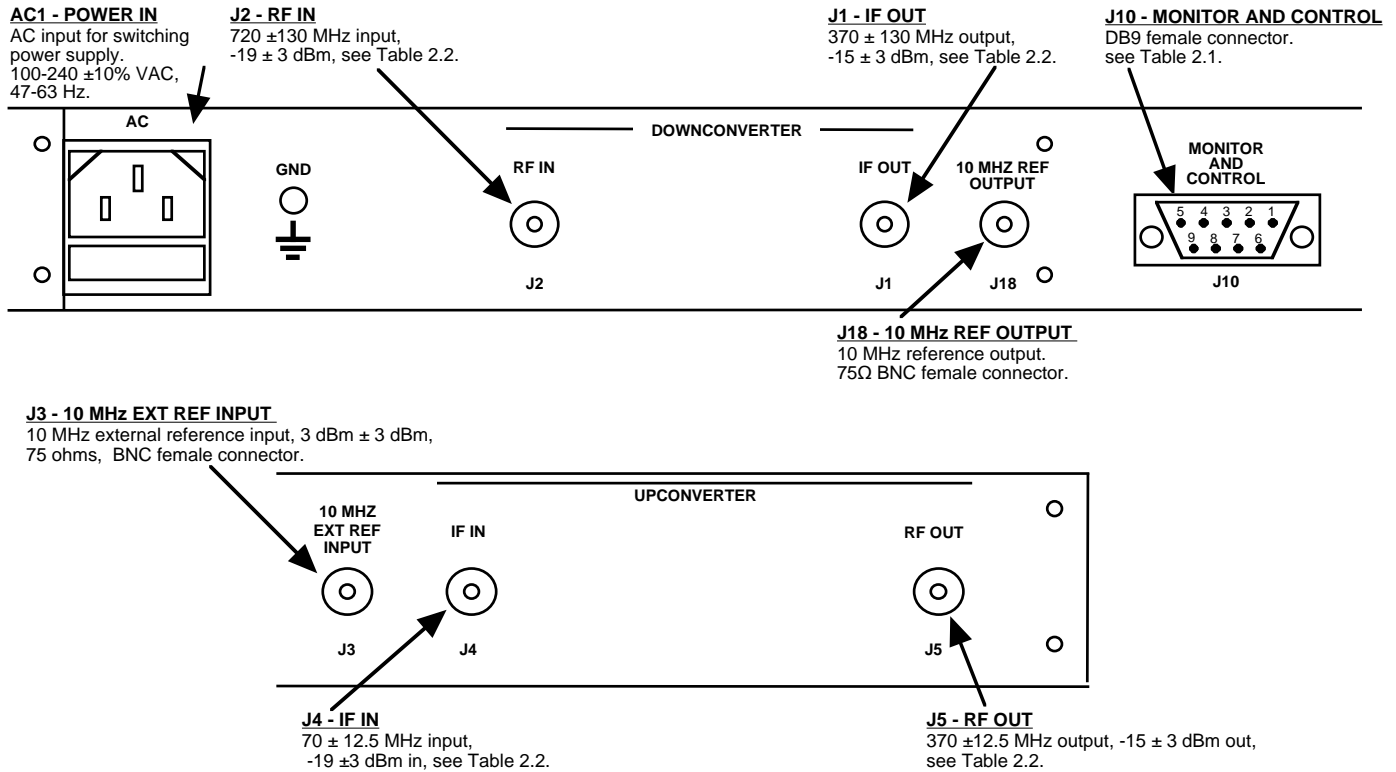 AC1 - POWER IN
AC input for switching
power supply.
100-240 ±10% VAC,
47-63 Hz.
J2 - RF IN
720 ±130 MHz input,
-19 ± 3 dBm, see Table 2.2.
J1 - IF OUT
370 ± 130 MHz output,
-15 ± 3 dBm, see Table 2.2.
J10 - MONITOR AND CONTROL
DB9 female connector.
see Table 2.1.
AC
GND
DOWNCONVERTER
RF IN
IF OUT
10 MHZ REF
OUTPUT
MONITOR
AND
CONTROL
5 4 3 2 1
9 8 7 6
J2
J1
J18
J10
J18 - 10 MHz REF OUTPUT
10 MHz reference output.
75Ω BNC female connector.
J3 - 10 MHz EXT REF INPUT
10 MHz external reference input, 3 dBm ± 3 dBm,
75 ohms, BNC female connector.
UPCONVERTER
10 MHZ
EXT REF
INPUT
IF IN
RF OUT
J3
J4
J5
J4 - IF IN
70 ± 12.5 MHz input,
-19 ±3 dBm in, see Table 2.2.
J5 - RF OUT
370 ±12.5 MHz output, -15 ± 3 dBm out,
see Table 2.2.